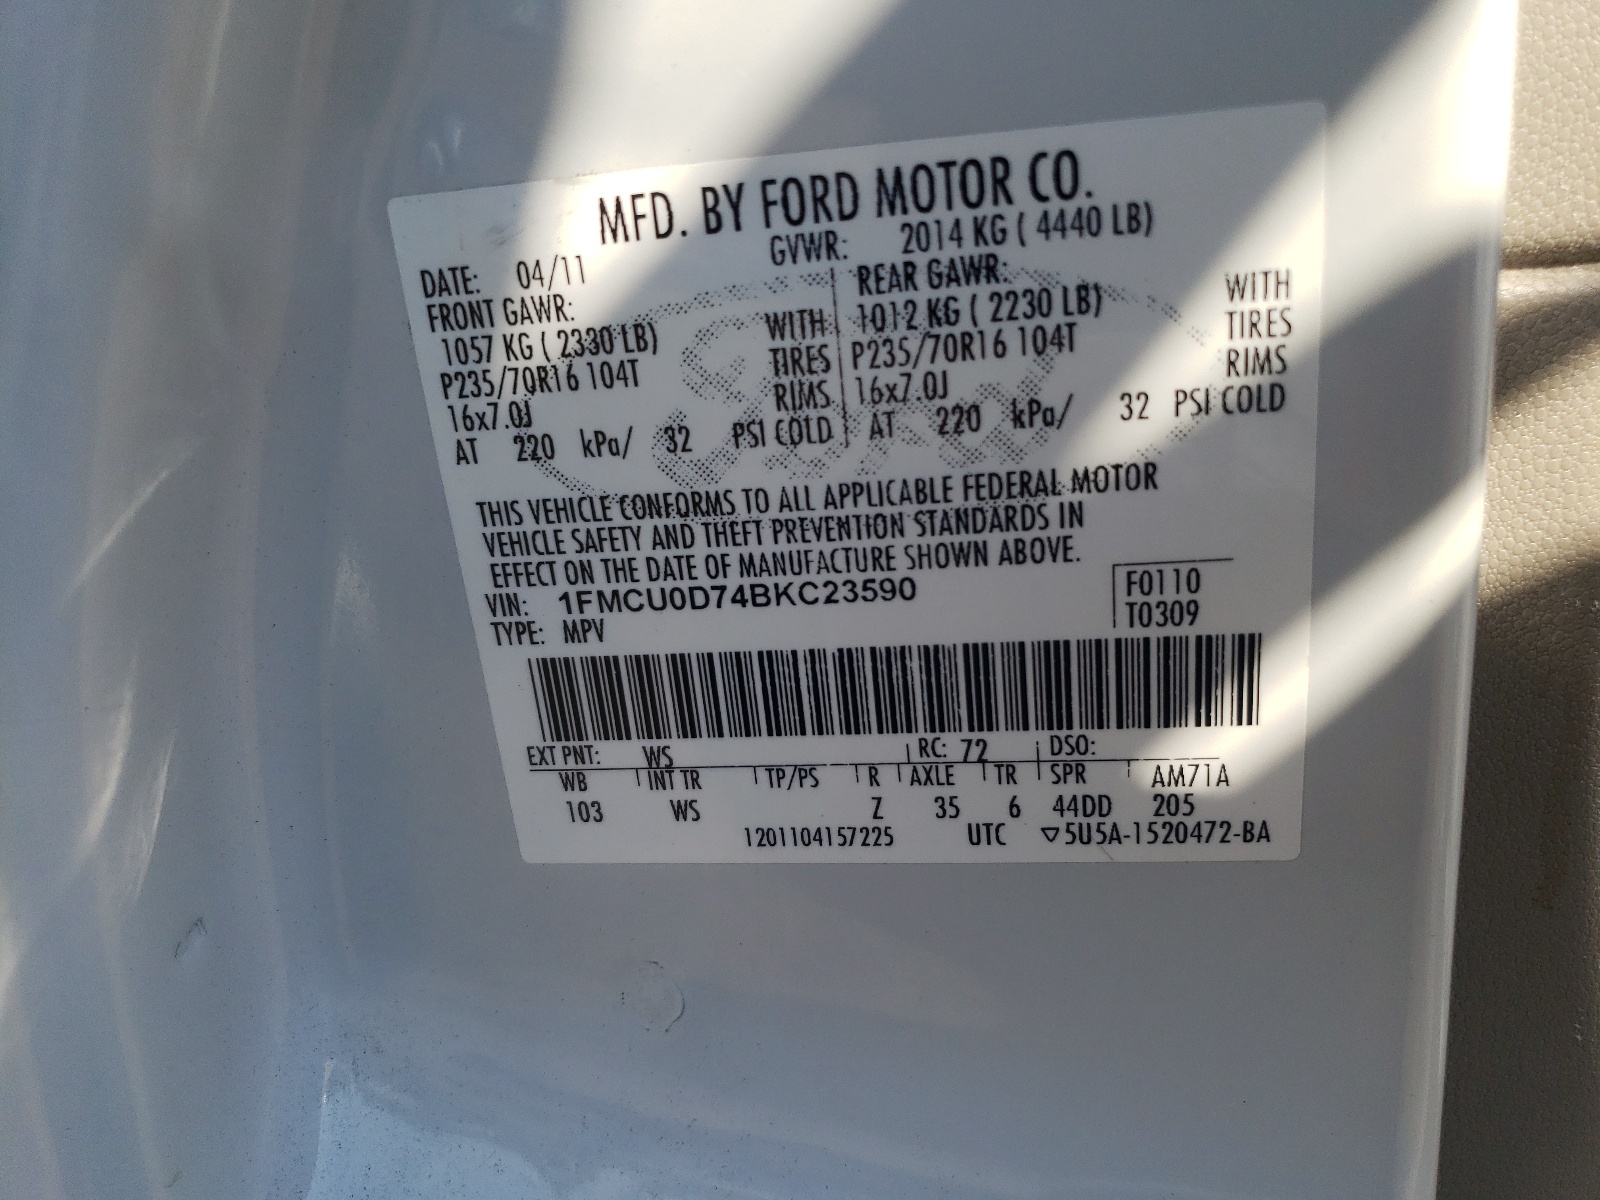 MFD. BY FORD MOTOR CO.
DATE: 04/11 GVWR: 2014 KG ( 4440 LB)
FRONT GAWR: REAR GAWR:
1057 KG ( 2330 LB) WITH 1012 KG ( 2230 LB) WITH
P235/70R16 104T TIRES P235/70R16 104T TIRES
16x7.0J RIMS 16x7.0J RIMS
AT 220 kPa/ 32 PSI COLD AT 220 kPa/ 32 PSI COLD
THIS VEHICLE CONFORMS TO ALL APPLICABLE FEDERAL MOTOR
VEHICLE SAFETY AND THEFT PREVENTION STANDARDS IN
EFFECT ON THE DATE OF MANUFACTURE SHOWN ABOVE.
VIN: 1FMCU0D74BKC23590 F0110
TYPE: MPV T0309
EXT PNT: WS RC: 72 DSO:
WB INT TR TP/PS R AXLE TR SPR AM71A
103 WS Z 35 6 44DD 205
1201104157225 UTC ▽5U5A-1520472-BA